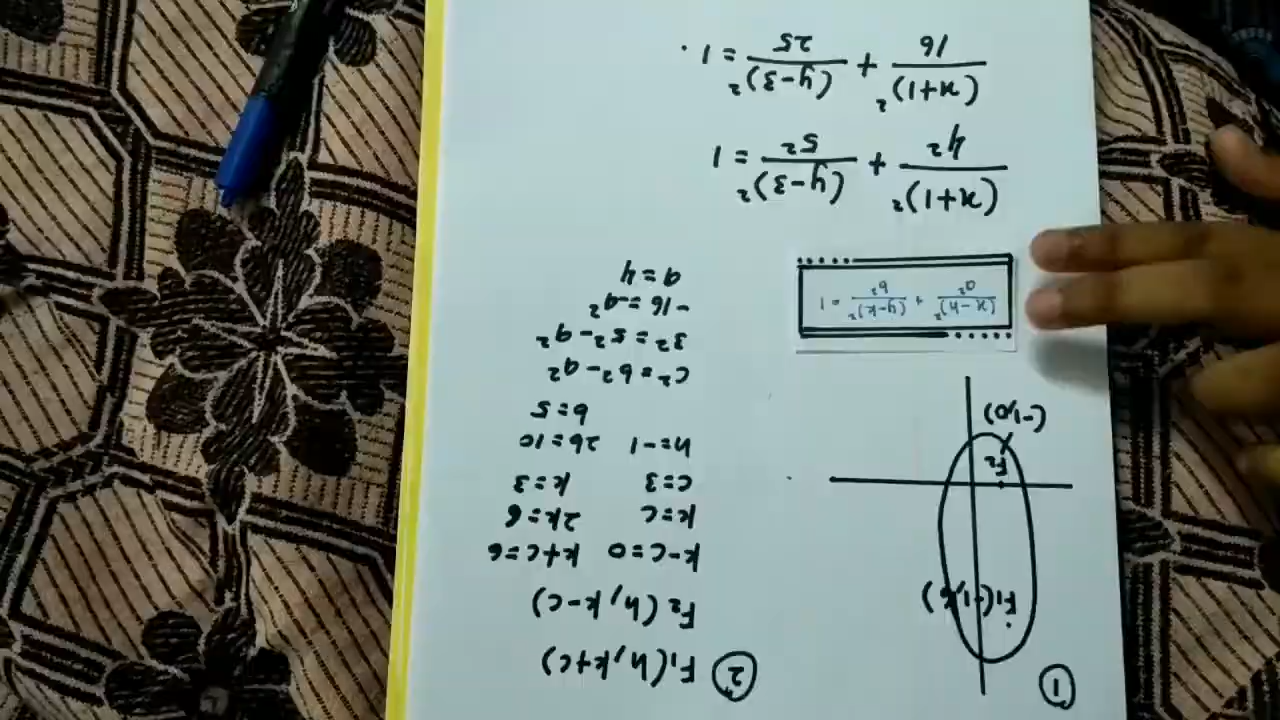 ①
F₁(-1,6)
F₂
(-1,0)
(x-h)²/a² + (y-k)²/b² = 1
② F₁(h, k+c)
F₂(h, k-c)
k-c=0 k+c=6
k=c 2k=6
c=3 k=3
h=-1 2b=10
b=5
c²=b²-a²
3²=5²-a²
-16=-a²
a=4
(x+1)²/4² + (y-3)²/5² = 1
(x+1)²/16 + (y-3)²/25 = 1.